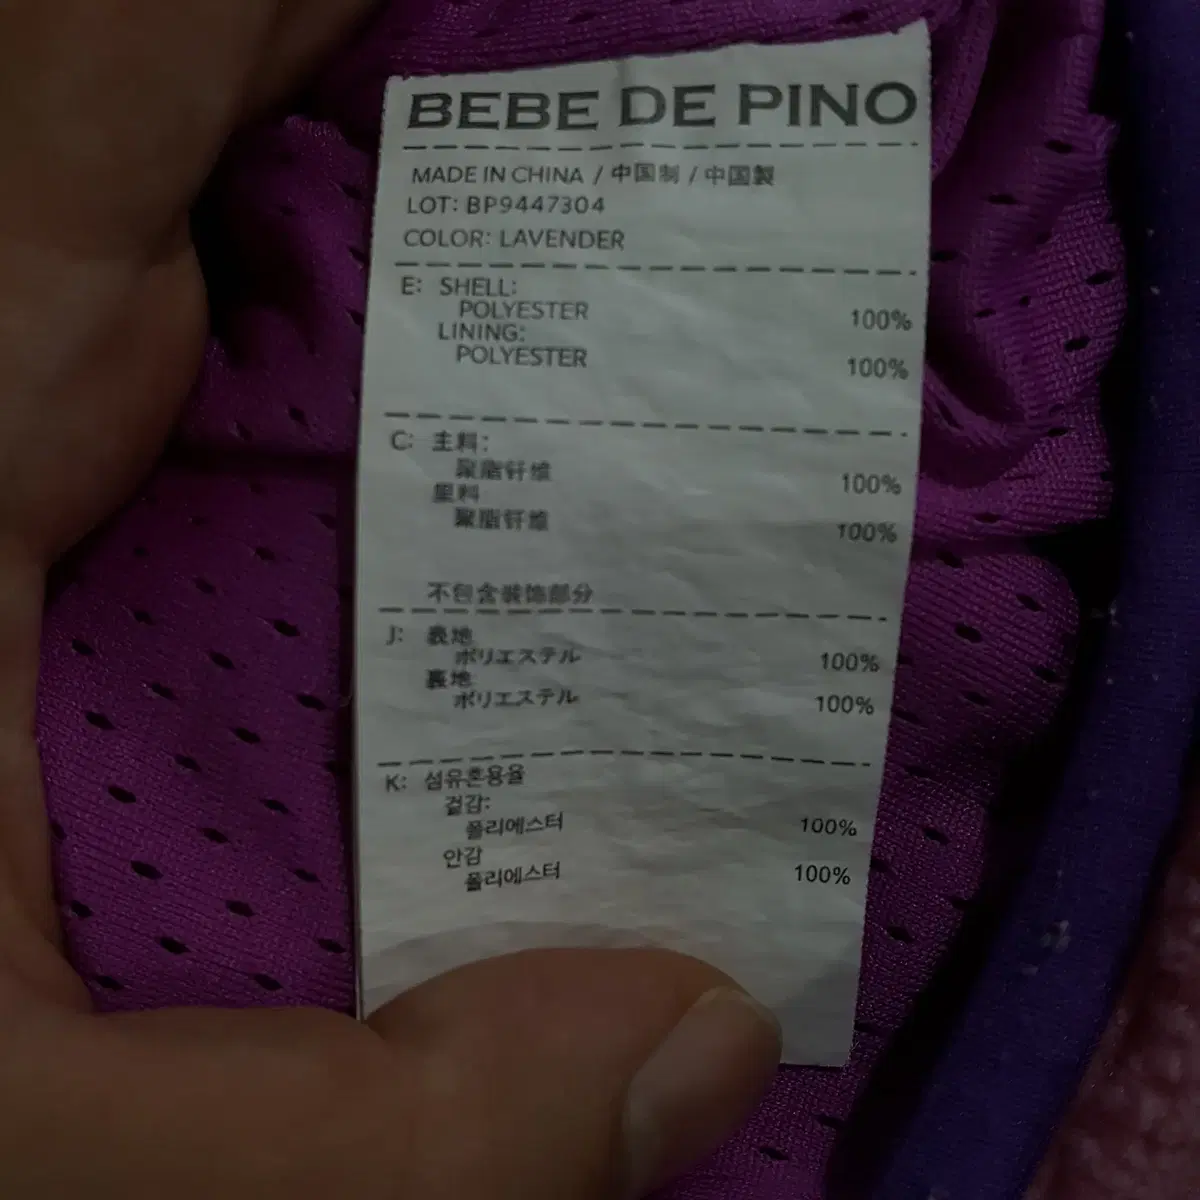 BEBE DE PINO
MADE IN CHINA / 中国制 / 中国製
LOT: BP9447304
COLOR: LAVENDER
E: SHELL:
POLYESTER 100%
LINING:
POLYESTER 100%
C: 主料:
聚脂钎维 100%
里料
聚脂钎维 100%
不包含装饰部分
J: 表地
ポリエステル 100%
裏地
ポリエステル 100%
K: 섬유혼용율
겉감:
폴리에스터 100%
안감
폴리에스터 100%